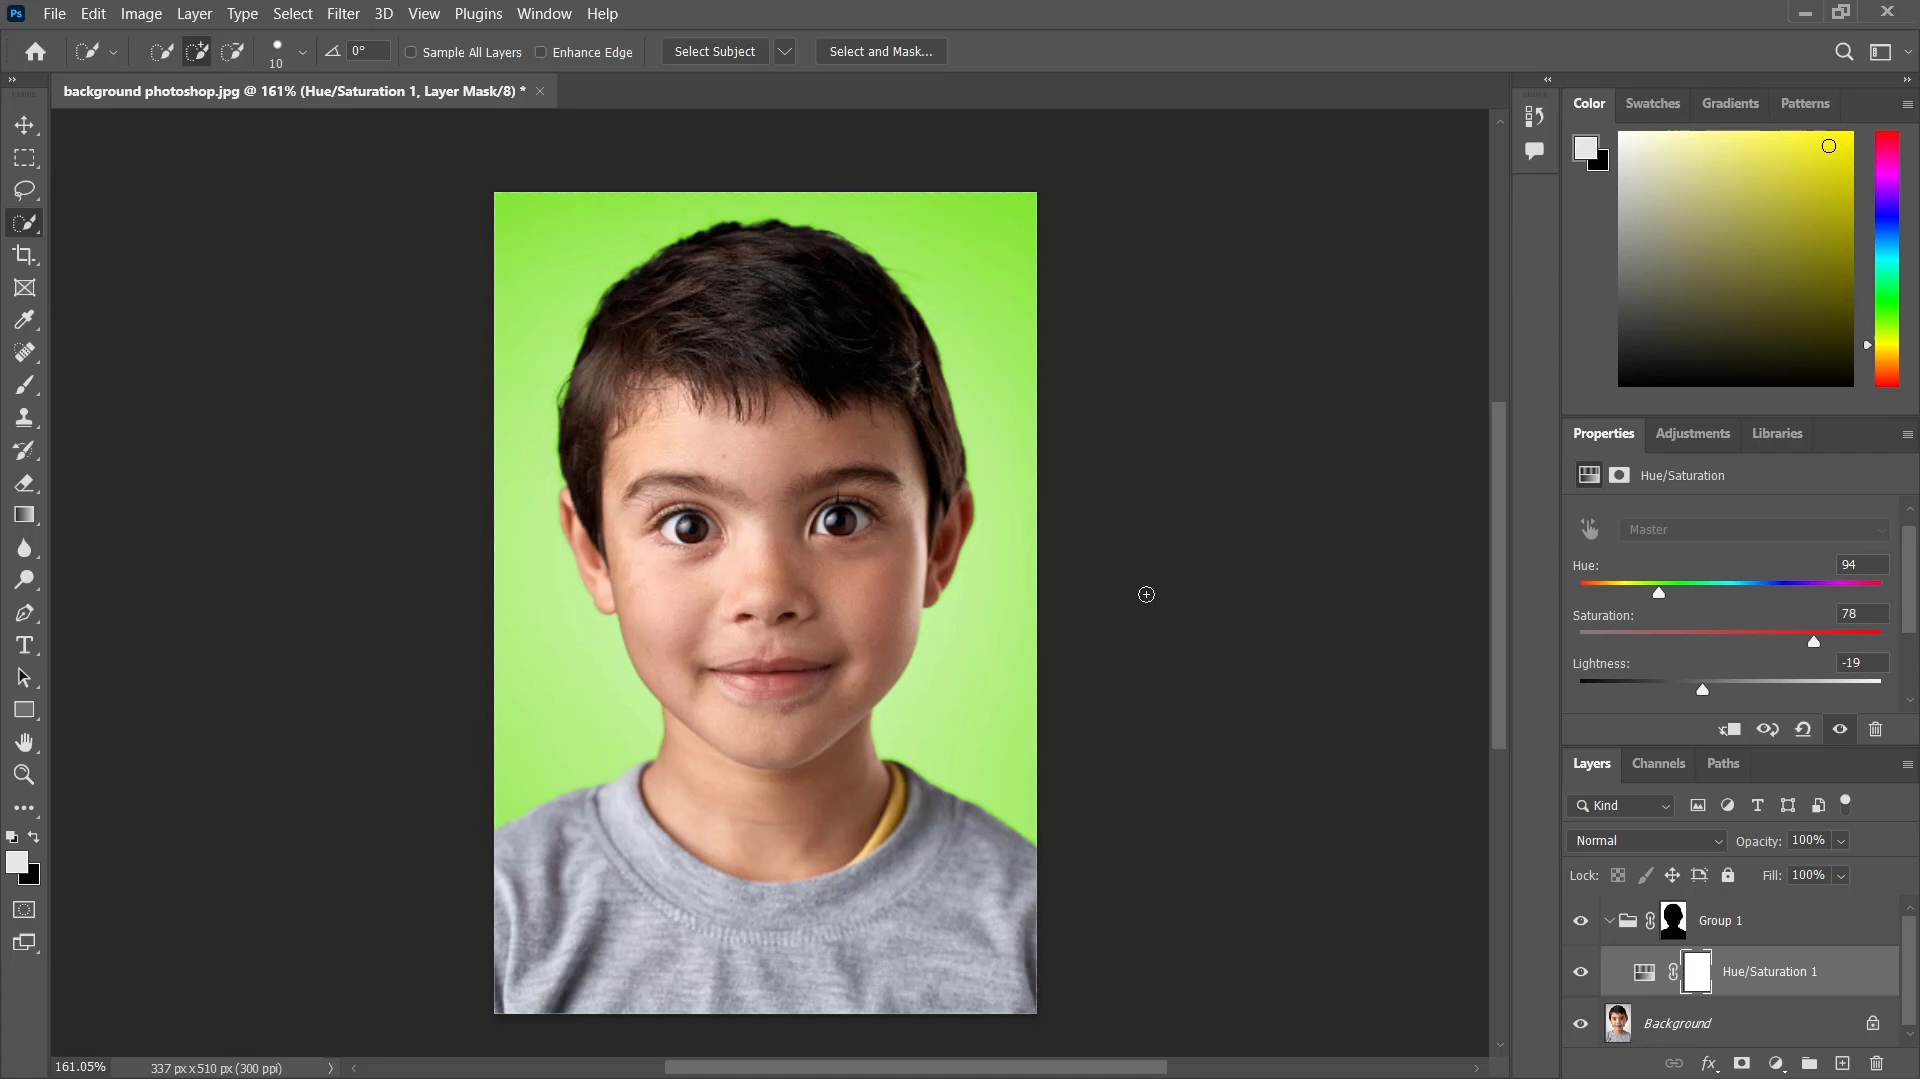 Ps File Edit Image Layer Type Select Filter 3D View Plugins Window Help
10 0° Sample All Layers Enhance Edge Select Subject Select and Mask...
background photoshop.jpg @ 161% (Hue/Saturation 1, Layer Mask/8) *
Color Swatches Gradients Patterns
Properties Adjustments Libraries
Hue/Saturation
Master
Hue: 94
Saturation: 78
Lightness: -19
Layers Channels Paths
Kind
Normal Opacity: 100%
Lock: Fill: 100%
Group 1
Hue/Saturation 1
Background
161.05% 337 px x 510 px (300 ppi)